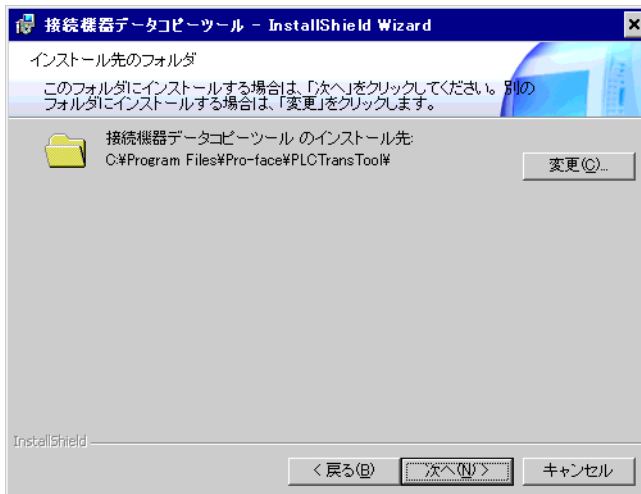 接続機器データコピーツール - InstallShield Wizard
インストール先のフォルダ
このフォルダにインストールする場合は、「次へ」をクリックしてください。別の
フォルダにインストールする場合は、「変更」をクリックします。
接続機器データコピーツール のインストール先:
C:¥Program Files¥Pro-face¥PLCTransTool¥
変更(C)...
InstallShield
< 戻る(B)
次へ(N) >
キャンセル